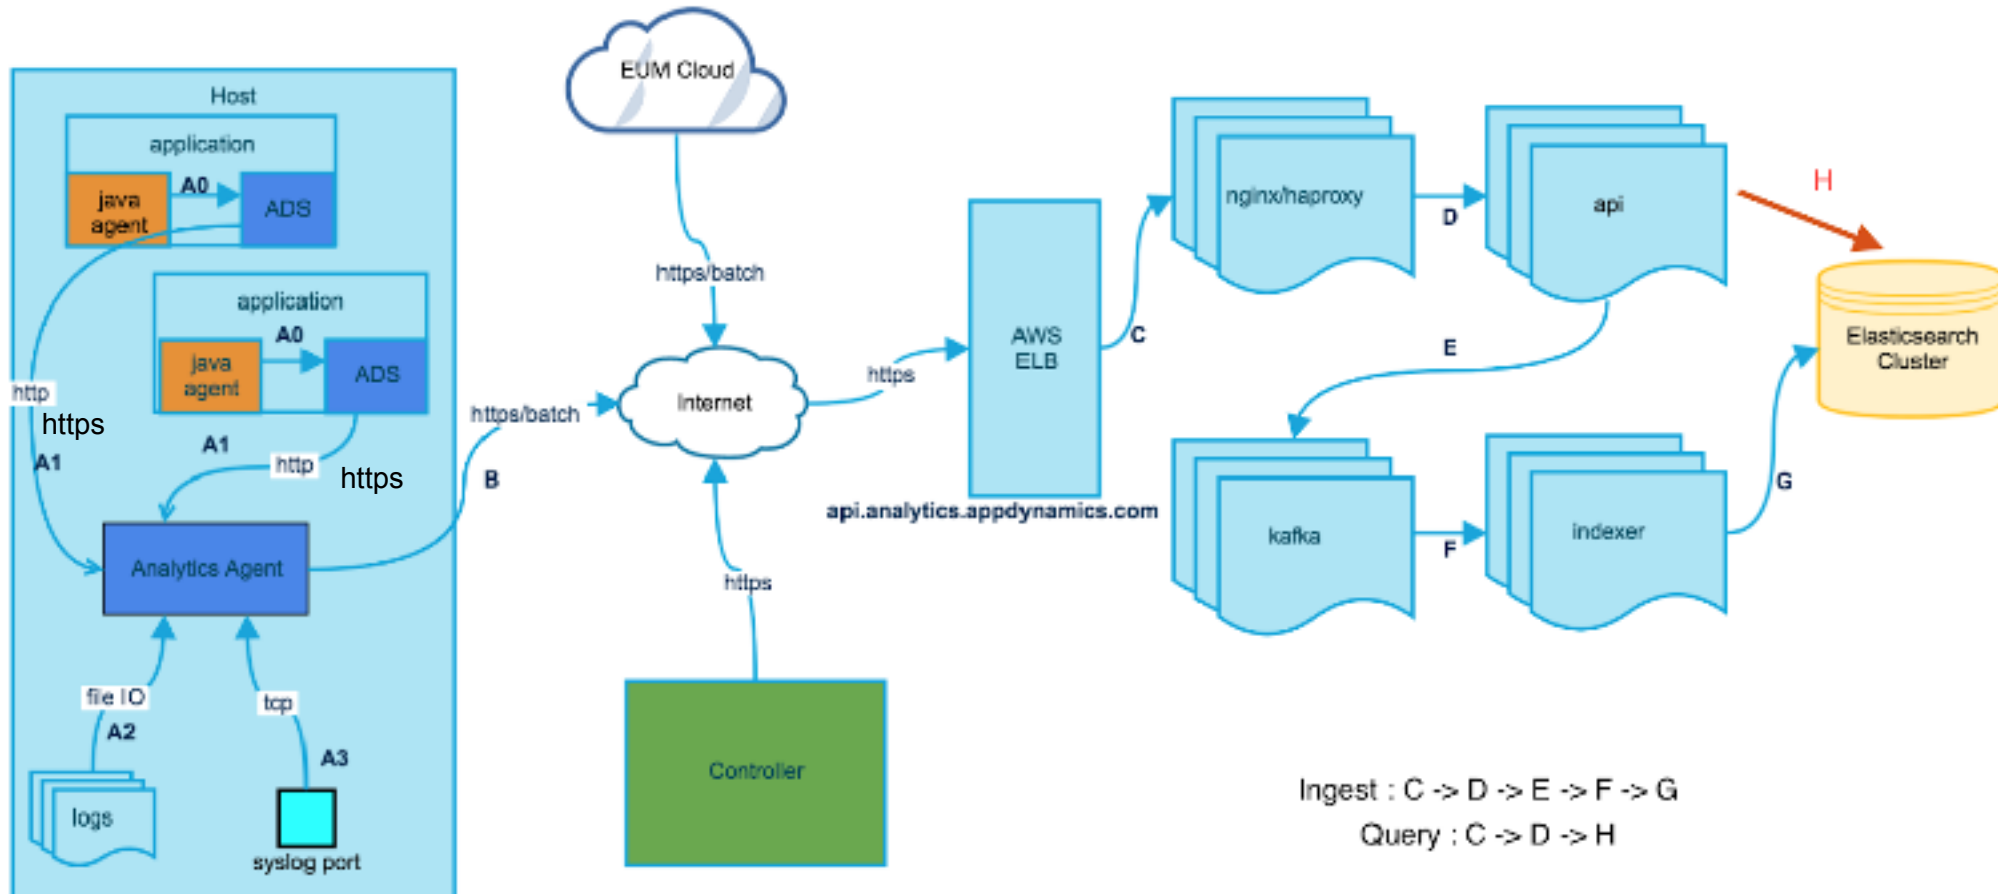 Host
application
java
agent
A0
ADS
application
A0
java
agent
ADS
http
https
A1
A1
http
https
Analytics Agent
file IO
A2
tcp
A3
logs
syslog port
EUM Cloud
https/batch
https/batch
B
Internet
https
https
Controller
AWS
ELB
api.analytics.appdynamics.com
C
nginx/haproxy
D
api
H
E
Elasticsearch
Cluster
kafka
F
indexer
G
Ingest : C -> D -> E -> F -> G
Query : C -> D -> H